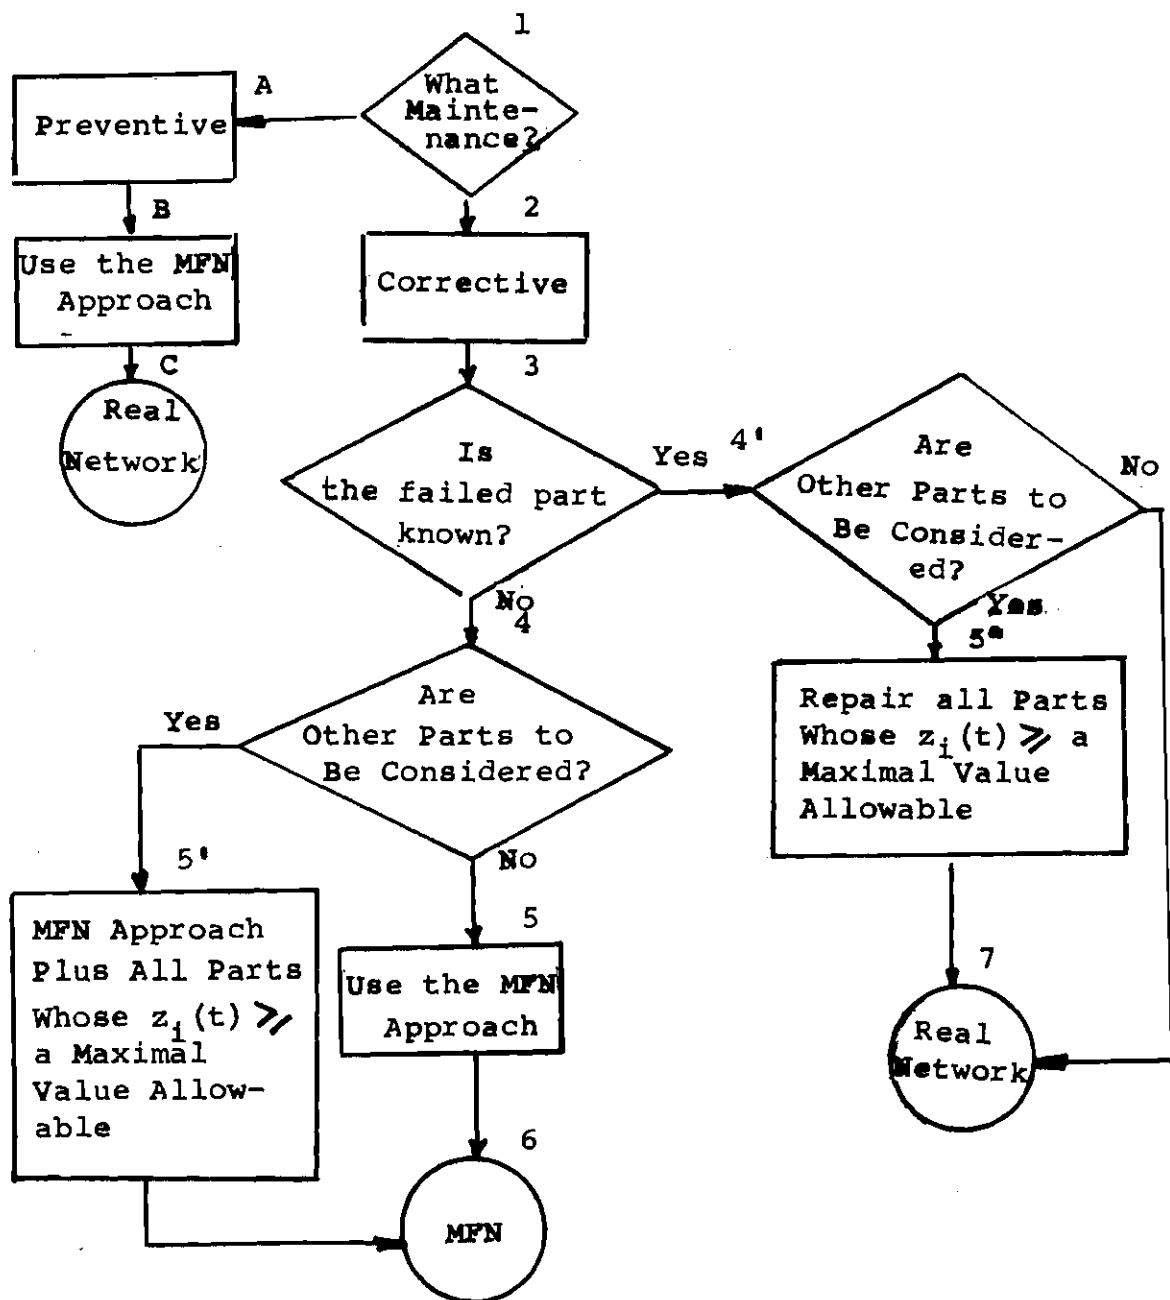 1
What
Mainte-
nance?
A
Preventive
B
Use the MFN
Approach
C
Real
Network
2
Corrective
3
Is
the failed part
known?
Yes
4'
Are
Other Parts to
Be Consider-
ed?
No
Yes
5"
Repair all Parts
Whose z_i(t) ⩾ a
Maximal Value
Allowable
No
4
Are
Other Parts to
Be Considered?
Yes
No
5'
MFN Approach
Plus All Parts
Whose z_i(t) ⩾
a Maximal
Value Allow-
able
5
Use the MFN
Approach
6
MFN
7
Real
Network